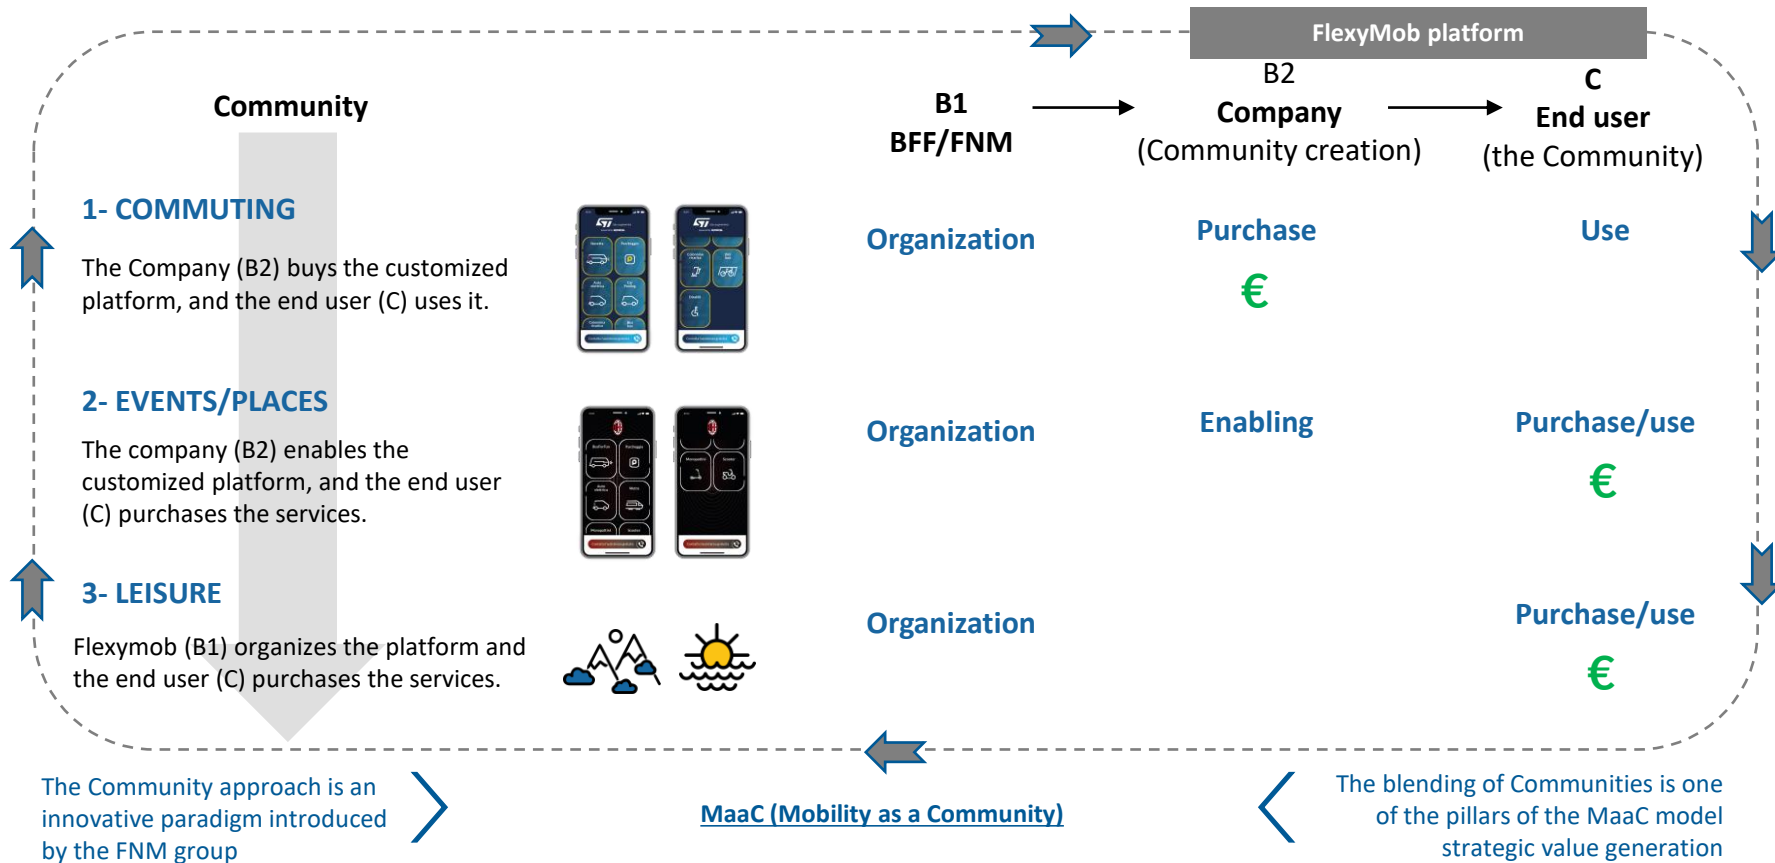 FlexyMob platform
Community
B1
BFF/FNM
B2
Company
(Community creation)
C
End user
(the Community)
1- COMMUTING
The Company (B2) buys the customized
platform, and the end user (C) uses it.
Organization
Purchase
€
Use
2- EVENTS/PLACES
The company (B2) enables the
customized platform, and the end user
(C) purchases the services.
Organization
Enabling
Purchase/use
€
3- LEISURE
Flexymob (B1) organizes the platform and
the end user (C) purchases the services.
Organization
Purchase/use
€
The Community approach is an
innovative paradigm introduced
by the FNM group
MaaC (Mobility as a Community)
The blending of Communities is one
of the pillars of the MaaC model
strategic value generation